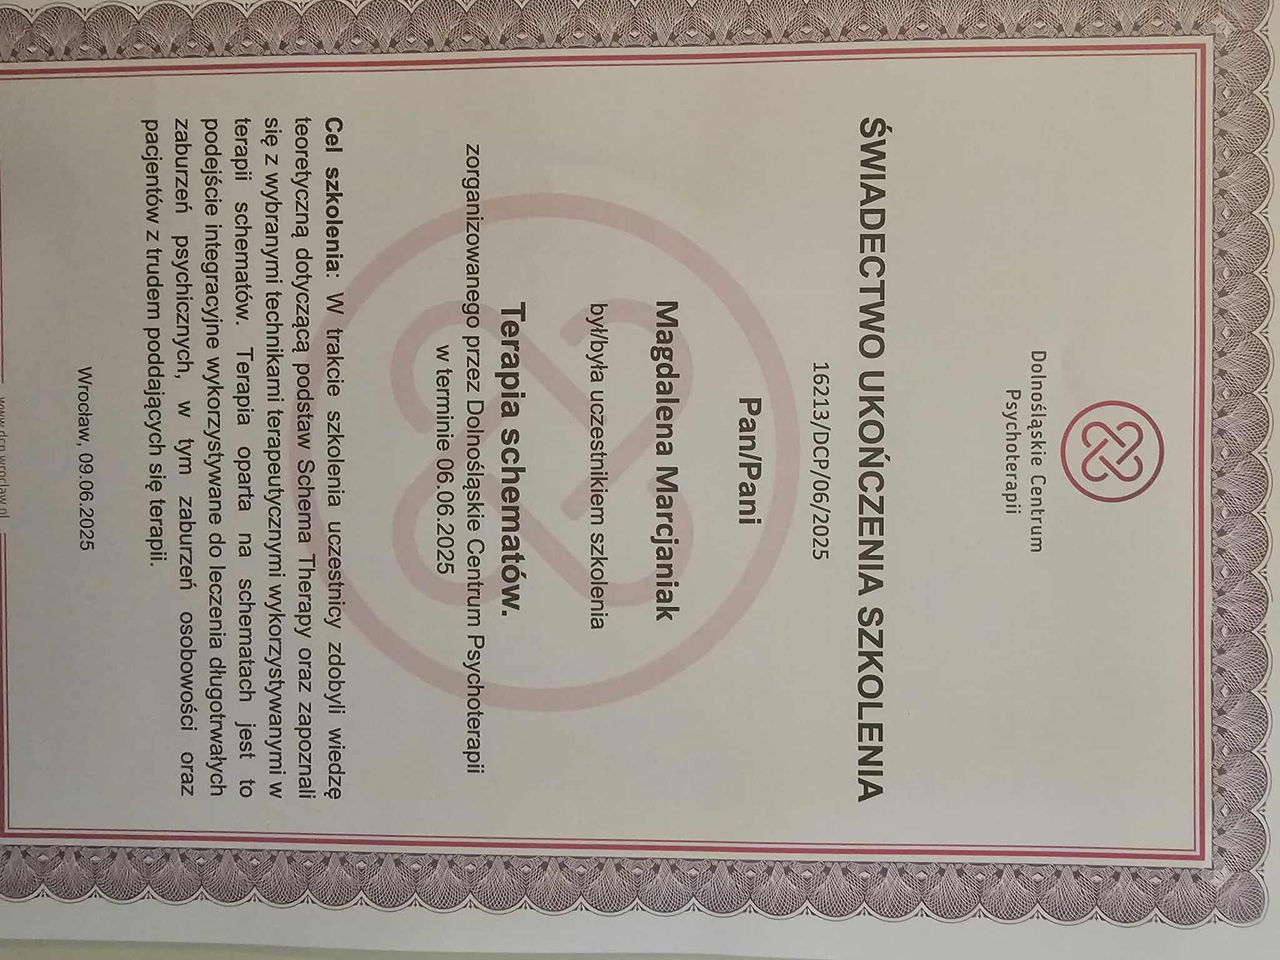 Dolnośląskie Centrum
Psychoterapii
ŚWIADECTWO UKOŃCZENIA SZKOLENIA
16213/DCP/06/2025
Pan/Pani
Magdalena Marcjaniak
był/była uczestnikiem szkolenia
Terapia schematów.
zorganizowanego przez Dolnośląskie Centrum Psychoterapii
w terminie 06.06.2025
Cel szkolenia: W trakcie szkolenia uczestnicy zdobyli wiedzę
teoretyczną dotyczącą podstaw Schema Therapy oraz zapoznali
się z wybranymi technikami terapeutycznymi wykorzystywanymi w
terapii schematów. Terapia oparta na schematach jest to
podejście integracyjne wykorzystywane do leczenia długotrwałych
zaburzeń psychicznych, w tym zaburzeń osobowości oraz
pacjentów z trudem poddających się terapii.
Wrocław, 09.06.2025
www.dcp.wroclaw.pl